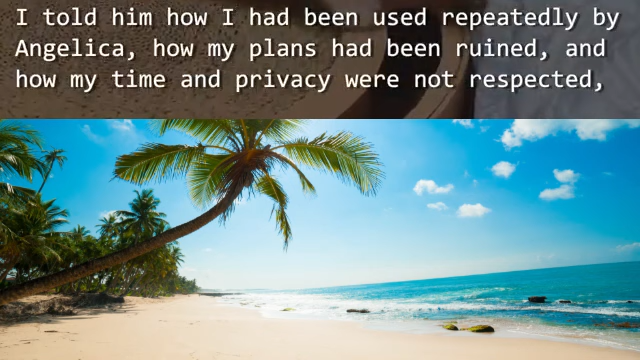 I told him how I had been used repeatedly by
Angelica, how my plans had been ruined, and
how my time and privacy were not respected,